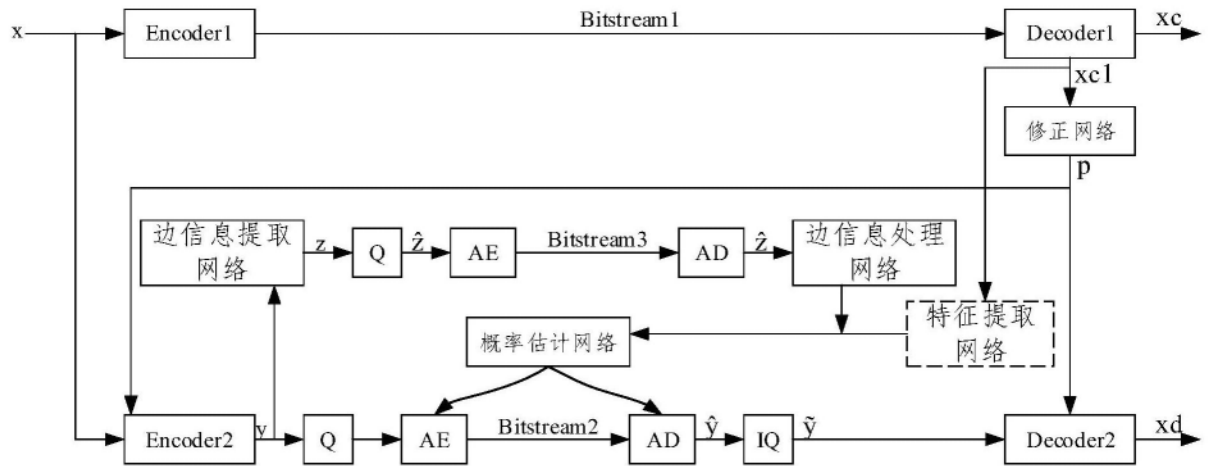 x
Encoder1
Bitstream1
Decoder1
xc
xc1
修正网络
p
边信息提取
网络
z
Q
ẑ
AE
Bitstream3
AD
ẑ
边信息处理
网络
特征提取
网络
概率估计网络
Encoder2
y
Q
AE
Bitstream2
AD
ŷ
IQ
ỹ
Decoder2
xd